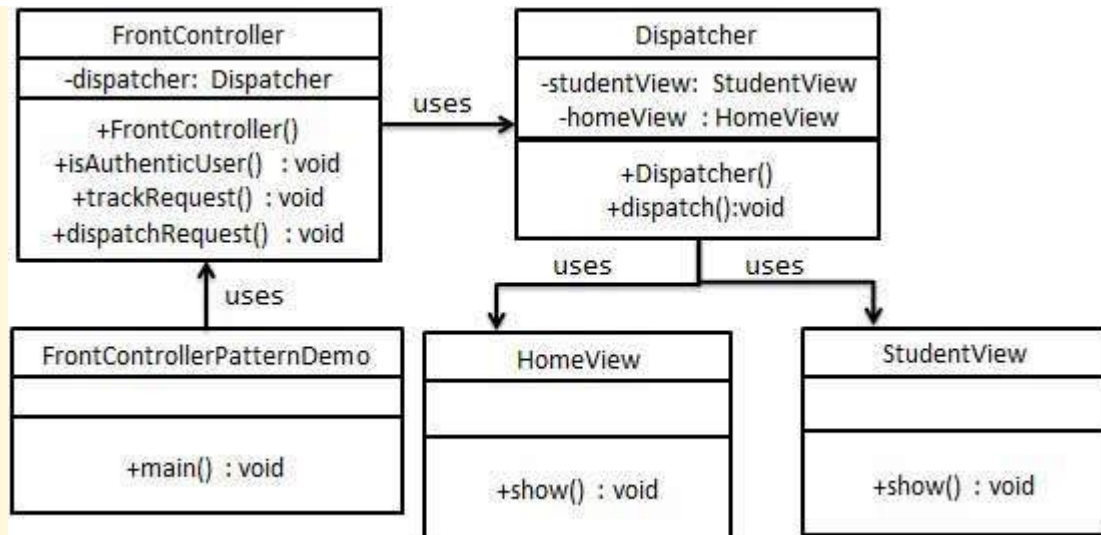 FrontController
-dispatcher: Dispatcher
+FrontController()
+isAuthenticUser() : void
+trackRequest() : void
+dispatchRequest() : void
uses
Dispatcher
-studentView: StudentView
-homeView : HomeView
+Dispatcher()
+dispatch():void
uses
uses
uses
FrontControllerPatternDemo
+main() : void
HomeView
+show() : void
StudentView
+show() : void